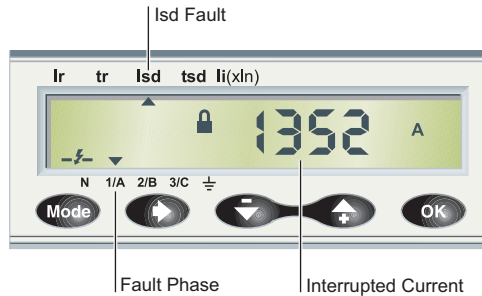 Isd Fault
Ir tr Isd tsd Ii(xIn)
1352 A
N 1/A 2/B 3/C
Mode OK
Fault Phase Interrupted Current